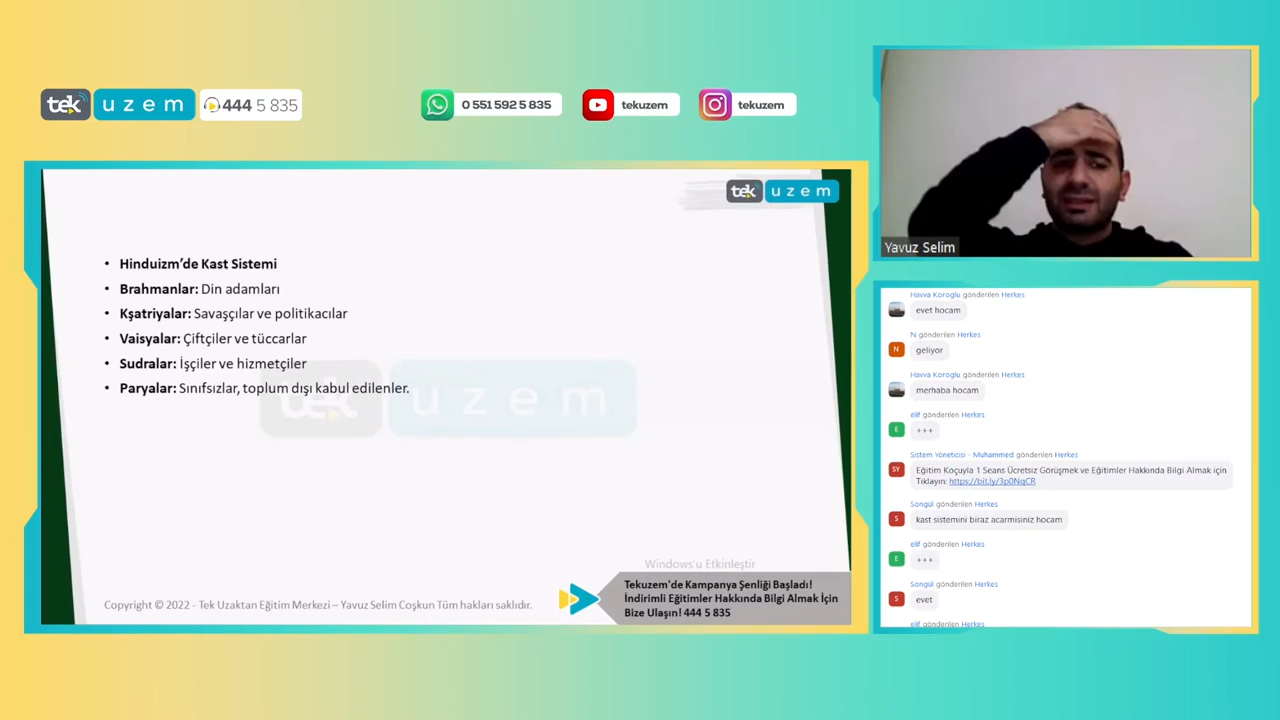 tek uzem 444 5 835
0 551 592 5 835
tekuzem
tekuzem
tek uzem
• Hinduizm'de Kast Sistemi
• Brahmanlar: Din adamları
• Kşatriyalar: Savaşçılar ve politikacılar
• Vaisyalar: Çiftçiler ve tüccarlar
• Sudralar: İşçiler ve hizmetçiler
• Paryalar: Sınıfsızlar, toplum dışı kabul edilenler.
tek uzem
Windows'u Etkinleştir
Copyright © 2022 - Tek Uzaktan Eğitim Merkezi – Yavuz Selim Coşkun Tüm hakları saklıdır.
Tekuzem'de Kampanya Şenliği Başladı!
İndirimli Eğitimler Hakkında Bilgi Almak İçin
Bize Ulaşın! 444 5 835
Yavuz Selim
Havva Koroglu gönderilen Herkes
evet hocam
N gönderilen Herkes
N
geliyor
Havva Koroglu gönderilen Herkes
merhaba hocam
elif gönderilen Herkes
E
+++
Sistem Yöneticisi - Muhammed gönderilen Herkes
SY
Eğitim Koçuyla 1 Seans Ücretsiz Görüşmek ve Eğitimler Hakkında Bilgi Almak için
Tıklayın: https://bit.ly/3p0NqCR
Songül gönderilen Herkes
S
kast sistemini biraz acarmisiniz hocam
elif gönderilen Herkes
E
+++
Songül gönderilen Herkes
S
evet
elif gönderilen Herkes